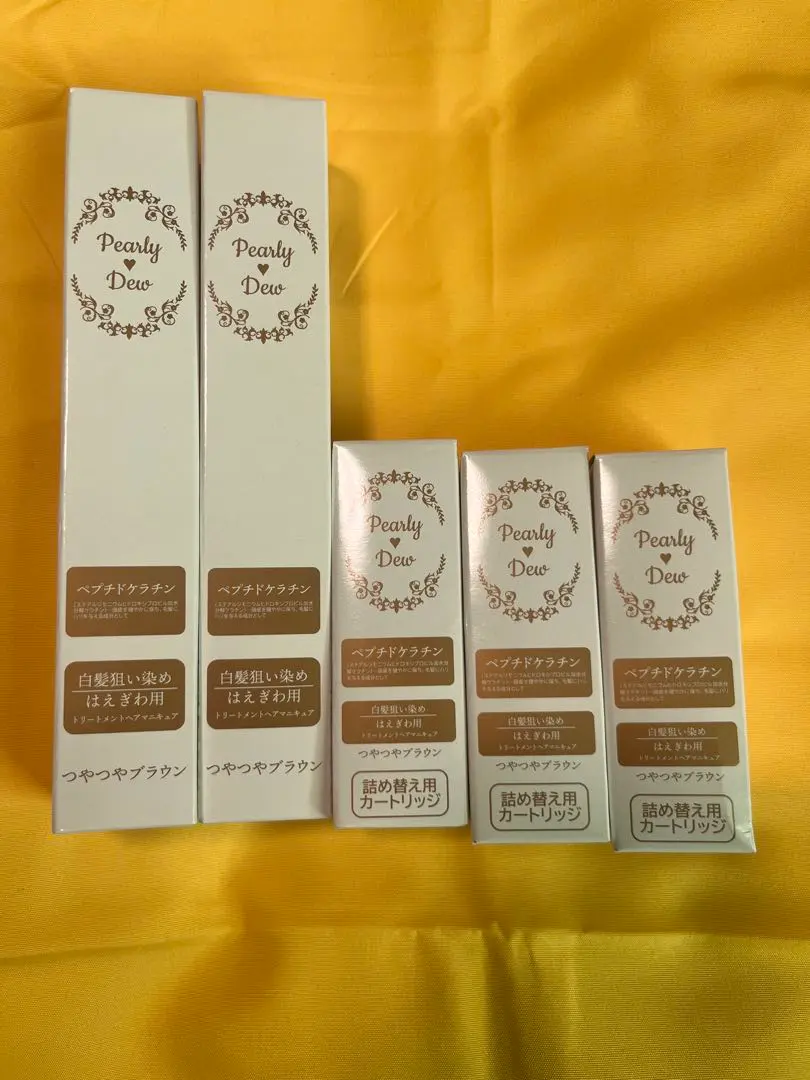 Pearly
Dew
ペプチドケラチン
白髪狙い染め
はえぎわ用
トリートメントヘアマニキュア
つやつやブラウン
Pearly
Dew
ペプチドケラチン
白髪狙い染め
はえぎわ用
トリートメントヘアマニキュア
つやつやブラウン
Pearly
Dew
ペプチドケラチン
白髪狙い染め
はえぎわ用
トリートメントヘアマニキュア
つやつやブラウン
詰め替え用
カートリッジ
Pearly
Dew
ペプチドケラチン
白髪狙い染め
はえぎわ用
トリートメントヘアマニキュア
つやつやブラウン
詰め替え用
カートリッジ
Pearly
Dew
ペプチドケラチン
白髪狙い染め
はえぎわ用
トリートメントヘアマニキュア
つやつやブラウン
詰め替え用
カートリッジ